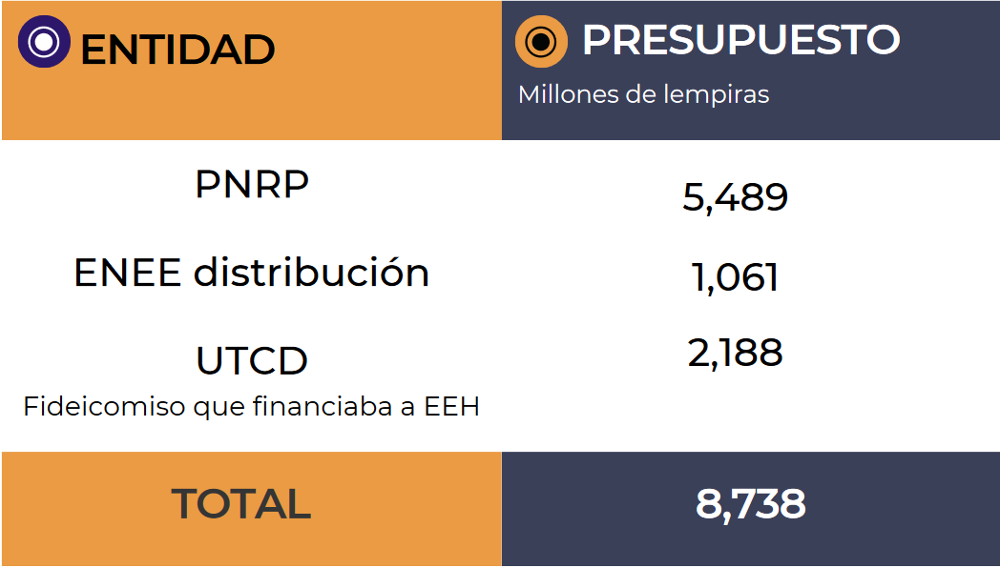 ENTIDAD
PRESUPUESTO
Millones de lempiras
PNRP
5,489
ENEE distribución
1,061
UTCD
2,188
Fideicomiso que financiaba a EEH
TOTAL
8,738